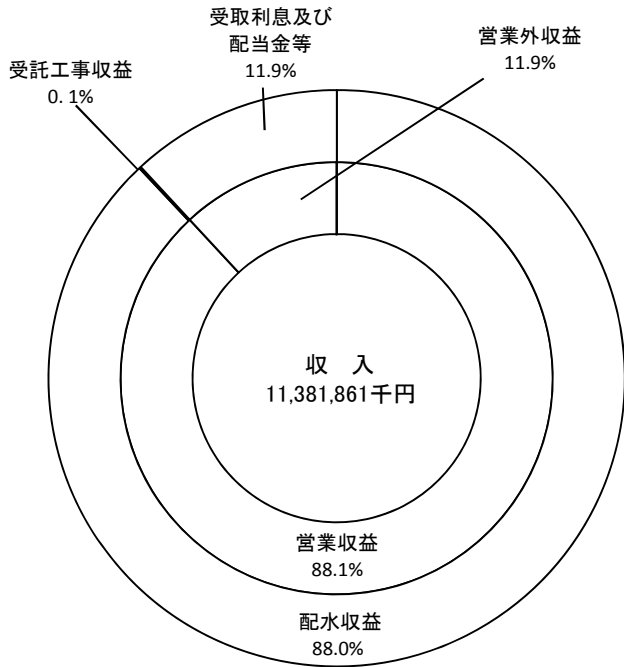 受取利息及び
配当金等
11.9%
営業外収益
11.9%
受託工事収益
0.1%
収 入
11,381,861千円
営業収益
88.1%
配水収益
88.0%